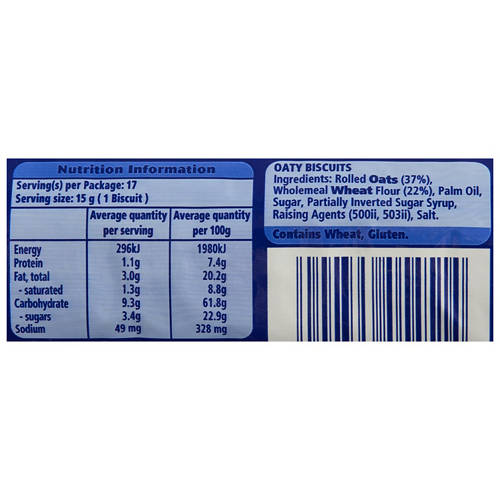 Nutrition Information
Serving(s) per Package: 17
Serving size: 15 g ( 1 Biscuit )
Average quantity per serving Average quantity per 100g
Energy 296kJ 1980kJ
Protein 1.1g 7.4g
Fat, total 3.0g 20.2g
- saturated 1.3g 8.8g
Carbohydrate 9.3g 61.8g
- sugars 3.4g 22.9g
Sodium 49 mg 328 mg
OATY BISCUITS
Ingredients: Rolled Oats (37%),
Wholemeal Wheat Flour (22%), Palm Oil,
Sugar, Partially Inverted Sugar Syrup,
Raising Agents (500ii, 503ii), Salt.
Contains Wheat, Gluten.